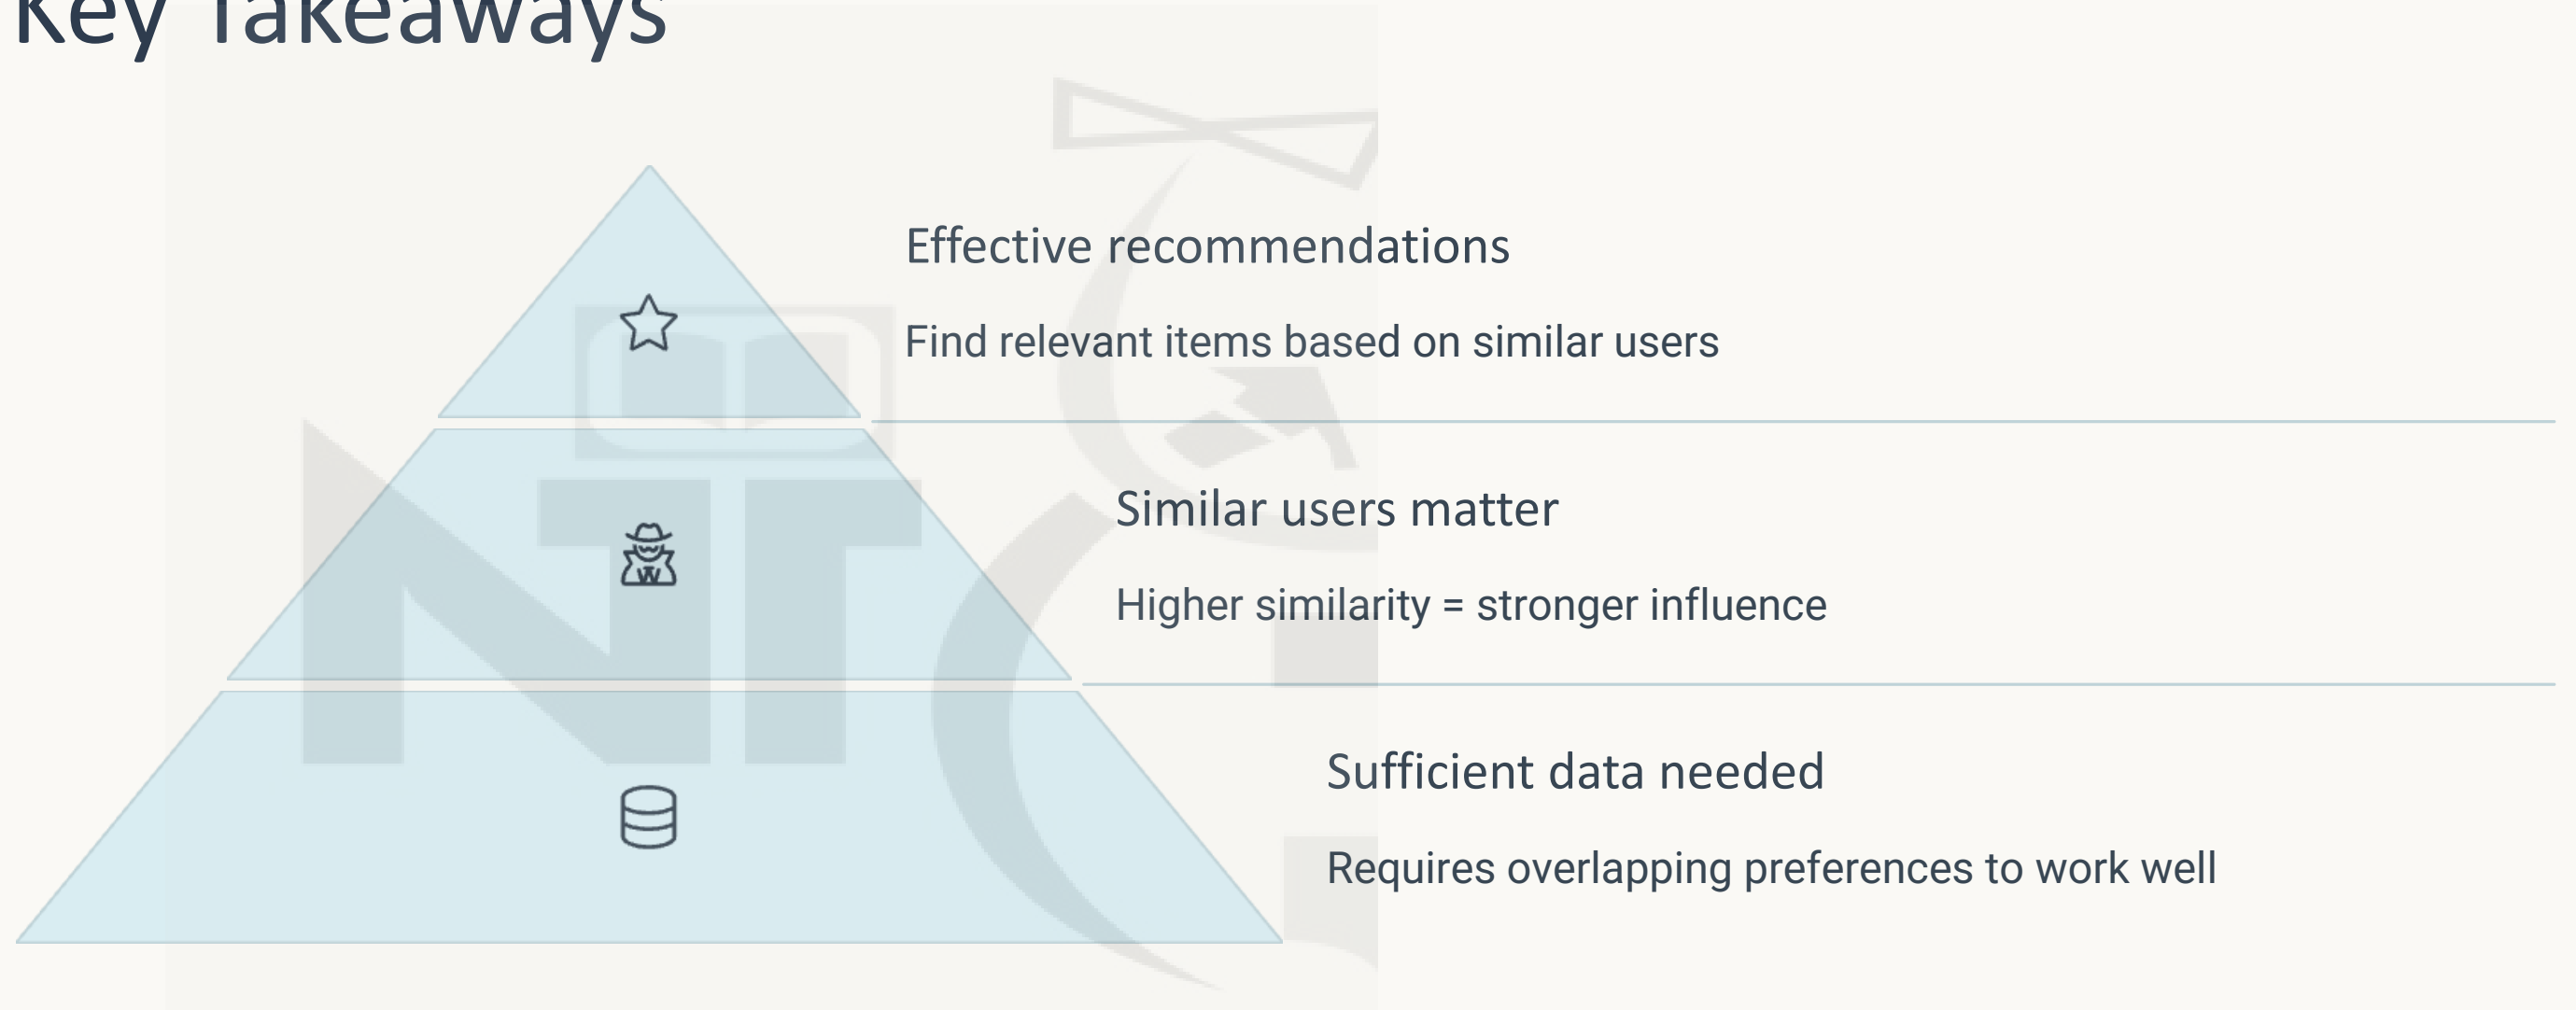 Key Takeaways
Effective recommendations
Find relevant items based on similar users
Similar users matter
Higher similarity = stronger influence
Sufficient data needed
Requires overlapping preferences to work well